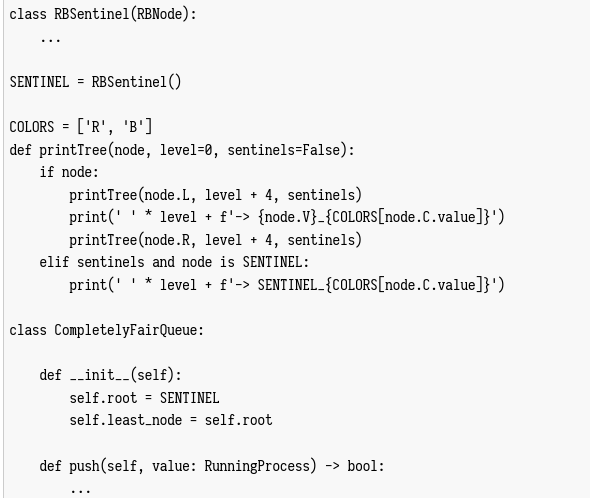 class RBSentinel(RBNode):
    ...
SENTINEL = RBSentinel()
COLORS = ['R', 'B']
def printTree(node, level=0, sentinels=False):
    if node:
        printTree(node.L, level + 4, sentinels)
        print(' ' * level + f'-> {node.V}_{COLORS[node.C.value]}')
        printTree(node.R, level + 4, sentinels)
    elif sentinels and node is SENTINEL:
        print(' ' * level + f'-> SENTINEL_{COLORS[node.C.value]}')
class CompletelyFairQueue:
    def __init__(self):
        self.root = SENTINEL
        self.least_node = self.root
    def push(self, value: RunningProcess) -> bool:
        ...